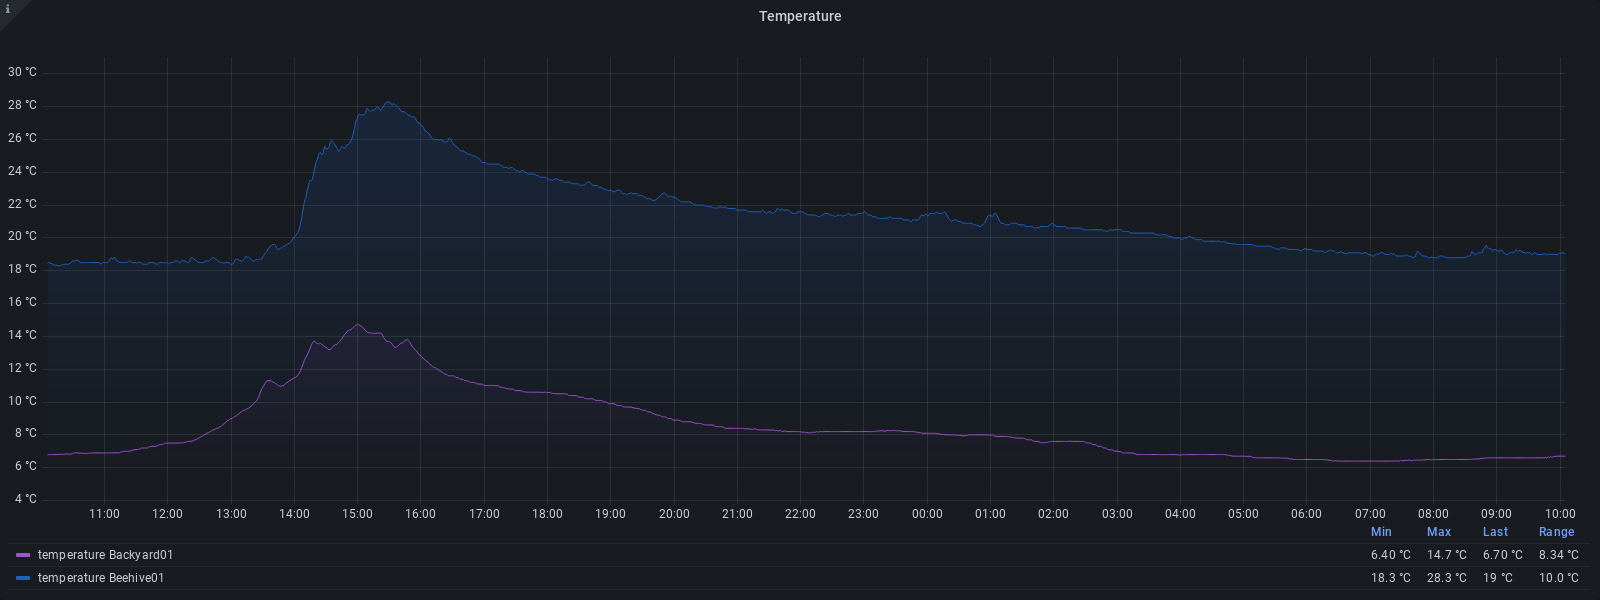 i
Temperature
30 °C
28 °C
26 °C
24 °C
22 °C
20 °C
18 °C
16 °C
14 °C
12 °C
10 °C
8 °C
6 °C
4 °C
11:00 12:00 13:00 14:00 15:00 16:00 17:00 18:00 19:00 20:00 21:00 22:00 23:00 00:00 01:00 02:00 03:00 04:00 05:00 06:00 07:00 08:00 09:00 10:00
Min Max Last Range
temperature Backyard01 6.40 °C 14.7 °C 6.70 °C 8.34 °C
temperature Beehive01 18.3 °C 28.3 °C 19 °C 10.0 °C